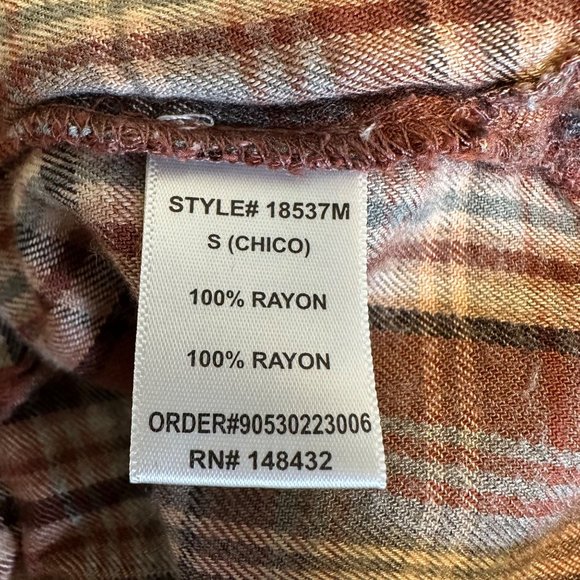 STYLE# 18537M
S (CHICO)
100% RAYON
100% RAYON
ORDER#90530223006
RN# 148432